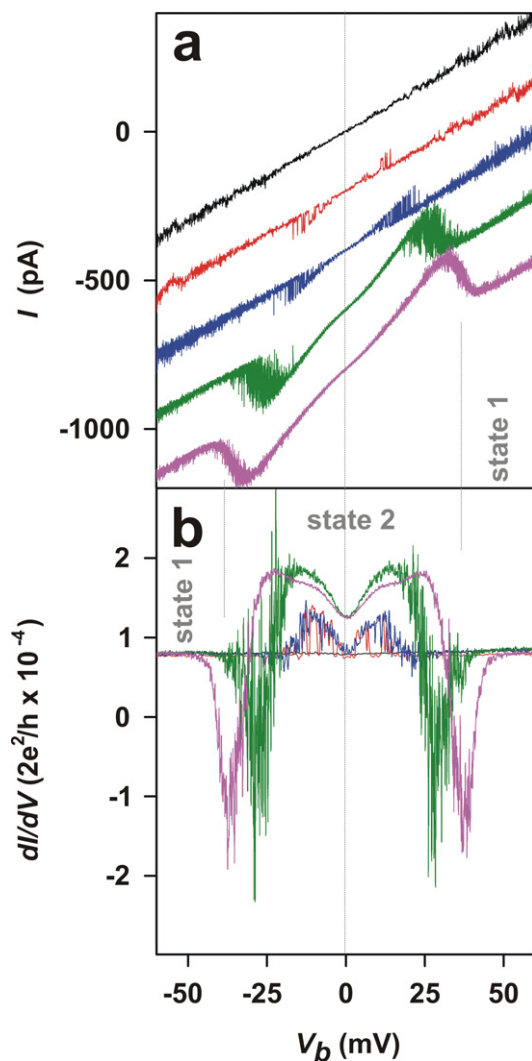 a
0
-500
-1000
I (pA)
state 1
b
state 2
state 1
2
1
0
-1
-2
dI/dV (2e²/h x 10⁻⁴)
-50 -25 0 25 50
V_b (mV)